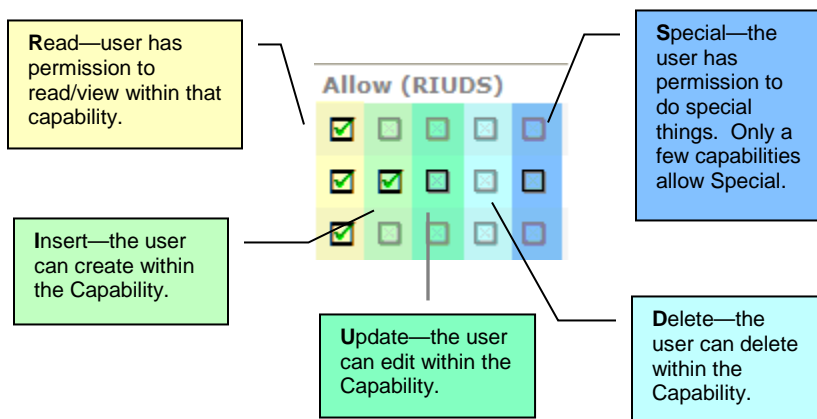 Read—user has
permission to
read/view within that
capability.
Allow (RIUDS)
Special—the
user has
permission to
do special
things. Only a
few capabilities
allow Special.
Insert—the user
can create within
the Capability.
Update—the user
can edit within the
Capability.
Delete—the
user can delete
within the
Capability.